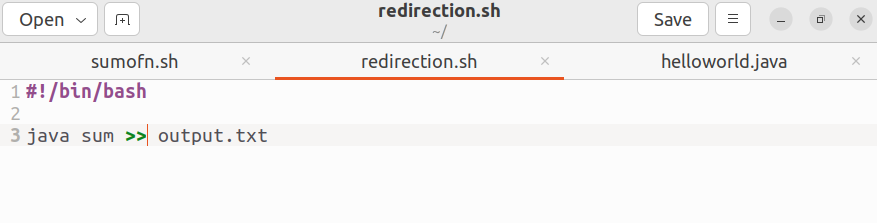 Open
redirection.sh
~/
Save
sumofn.sh ×
redirection.sh ×
helloworld.java ×
1 #!/bin/bash
2
3 java sum >> output.txt